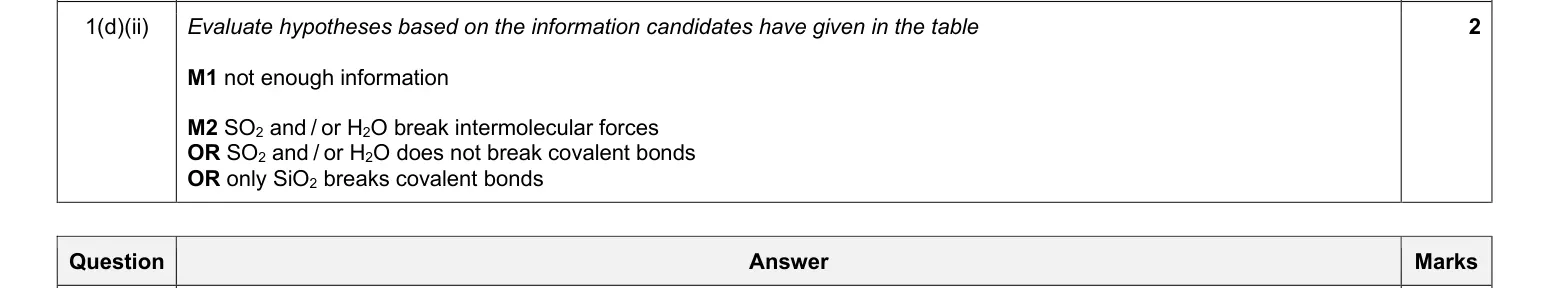 1(d)(ii) Evaluate hypotheses based on the information candidates have given in the table 2
M1 not enough information
M2 SO₂ and / or H₂O break intermolecular forces
OR SO₂ and / or H₂O does not break covalent bonds
OR only SiO₂ breaks covalent bonds
Question Answer Marks